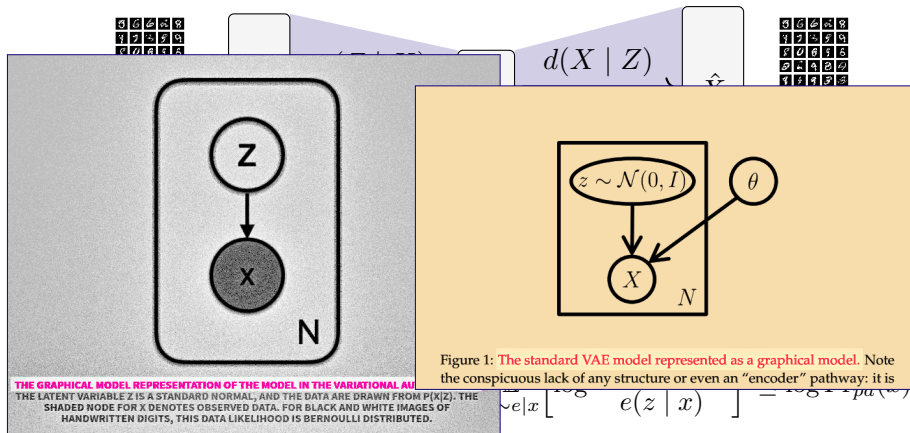 d(X | Z)
Z
X
N
z ∼ 𝒩(0, I)
θ
X
N
THE GRAPHICAL MODEL REPRESENTATION OF THE MODEL IN THE VARIATIONAL
THE LATENT VARIABLE Z IS A STANDARD NORMAL, AND THE DATA ARE DRAWN FROM P(X|Z). THE
SHADED NODE FOR X DENOTES OBSERVED DATA. FOR BLACK AND WHITE IMAGES OF
HANDWRITTEN DIGITS, THIS DATA LIKELIHOOD IS BERNOULLI DISTRIBUTED.
Figure 1: The standard VAE model represented as a graphical model. Note
the conspicuous lack of any structure or even an “encoder” pathway: it is
e(z | x)